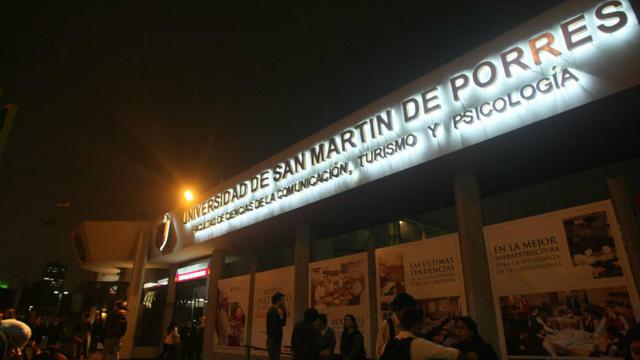 UNIVERSIDAD DE SAN MARTIN DE PORRES
FACULTAD DE CIENCIAS DE LA COMUNICACIÓN, TURISMO Y PSICOLOGÍA
LAS ÚLTIMAS
TENDENCIAS
EN LA MEJOR
INFRAESTRUCTURA
PARA LA ENSEÑANZA
DE LA GASTRONOMÍA